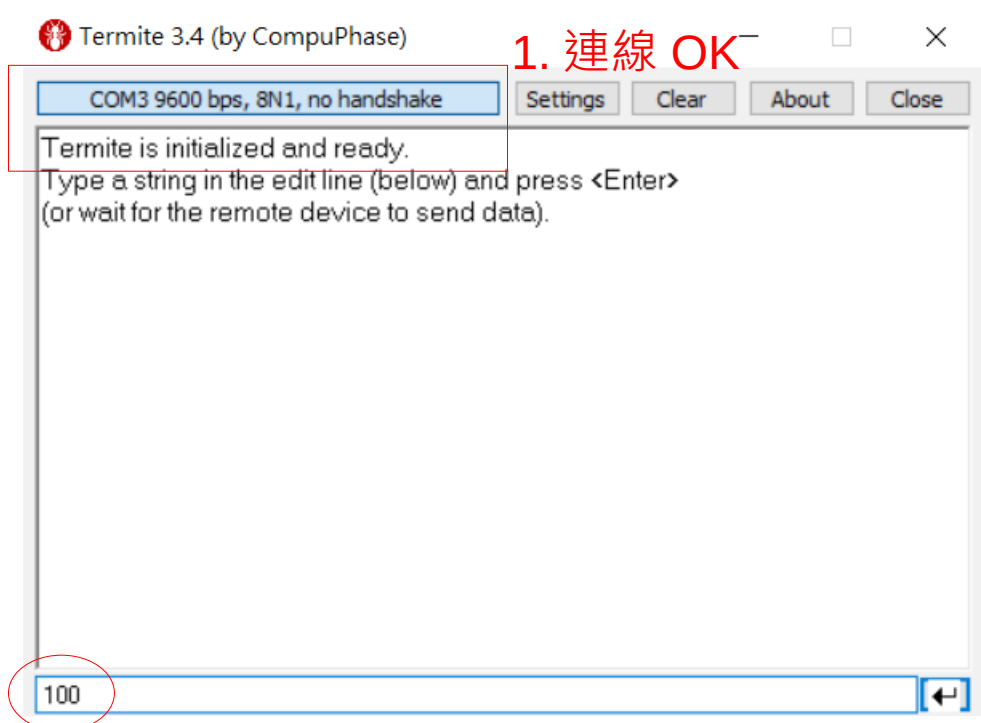 Termite 3.4 (by CompuPhase)
1. 連線 OK
COM3 9600 bps, 8N1, no handshake
Settings
Clear
About
Close
Termite is initialized and ready.
Type a string in the edit line (below) and press <Enter>
(or wait for the remote device to send data).
100